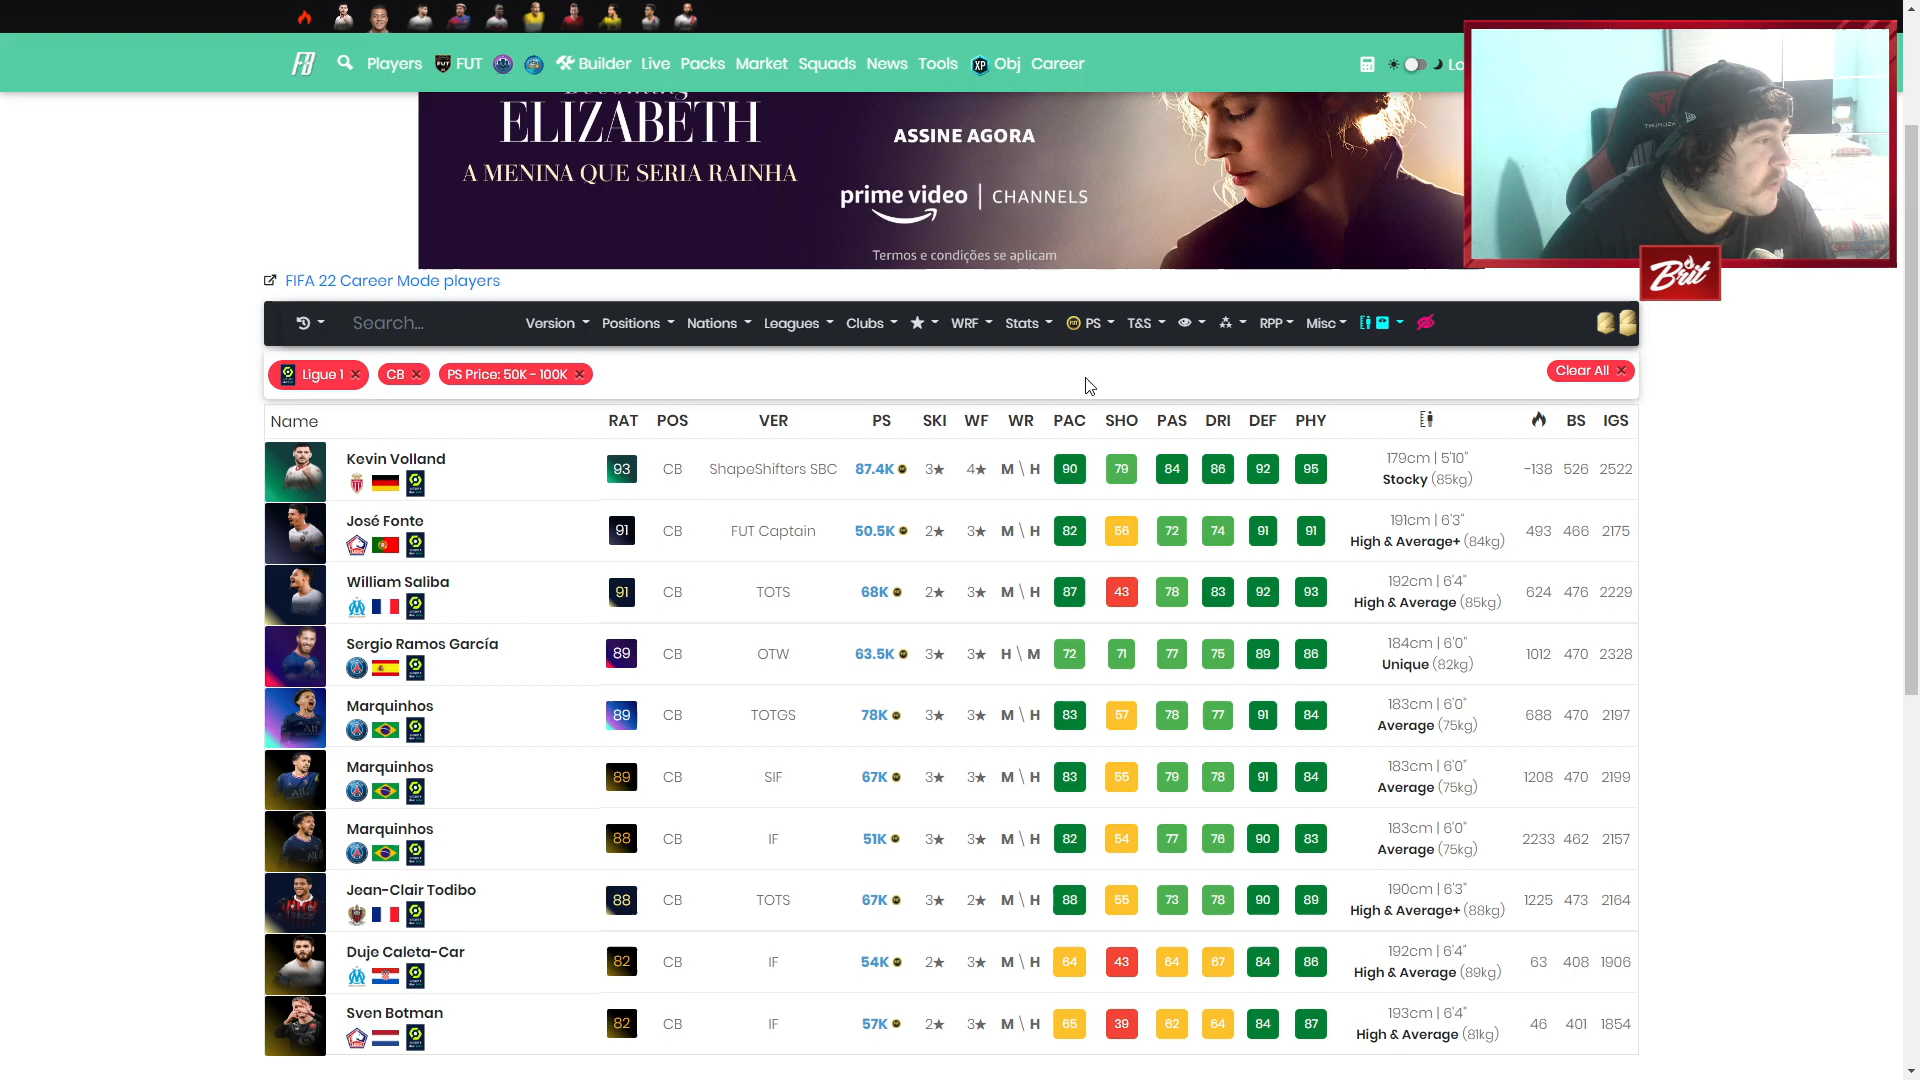 Players FUT Builder Live Packs Market Squads News Tools XP Obj Career Lo
Becoming
ELIZABETH
A MENINA QUE SERIA RAINHA
ASSINE AGORA
prime video | CHANNELS
Termos e condições se aplicam
THUNDER
Brit
FIFA 22 Career Mode players
Search... Version Positions Nations Leagues Clubs WRF Stats PS T&S RPP Misc
Ligue 1 × CB × PS Price: 50K - 100K × Clear All ×
Name RAT POS VER PS SKI WF WR PAC SHO PAS DRI DEF PHY BS IGS
Kevin Volland 93 CB ShapeShifters SBC 87.4K 3★ 4★ M \ H 90 79 84 86 92 95 179cm | 5'10" -138 526 2522
Stocky (85kg)
José Fonte 91 CB FUT Captain 50.5K 2★ 3★ M \ H 82 56 72 74 91 91 191cm | 6'3" 493 466 2175
High & Average+ (84kg)
William Saliba 91 CB TOTS 68K 2★ 3★ M \ H 87 43 78 83 92 93 192cm | 6'4" 624 476 2229
High & Average (85kg)
Sergio Ramos García 89 CB OTW 63.5K 3★ 3★ H \ M 72 71 77 75 89 86 184cm | 6'0" 1012 470 2328
Unique (82kg)
Marquinhos 89 CB TOTGS 78K 3★ 3★ M \ H 83 57 78 77 91 84 183cm | 6'0" 688 470 2197
Average (75kg)
Marquinhos 89 CB SIF 67K 3★ 3★ M \ H 83 55 79 78 91 84 183cm | 6'0" 1208 470 2199
Average (75kg)
Marquinhos 88 CB IF 51K 3★ 3★ M \ H 82 54 77 76 90 83 183cm | 6'0" 2233 462 2157
Average (75kg)
Jean-Clair Todibo 88 CB TOTS 67K 3★ 2★ M \ H 88 55 73 78 90 89 190cm | 6'3" 1225 473 2164
High & Average+ (88kg)
Duje Caleta-Car 82 CB IF 54K 2★ 3★ M \ H 64 43 64 67 84 86 192cm | 6'4" 63 408 1906
High & Average (89kg)
Sven Botman 82 CB IF 57K 2★ 3★ M \ H 65 39 62 64 84 87 193cm | 6'4" 46 401 1854
High & Average (81kg)